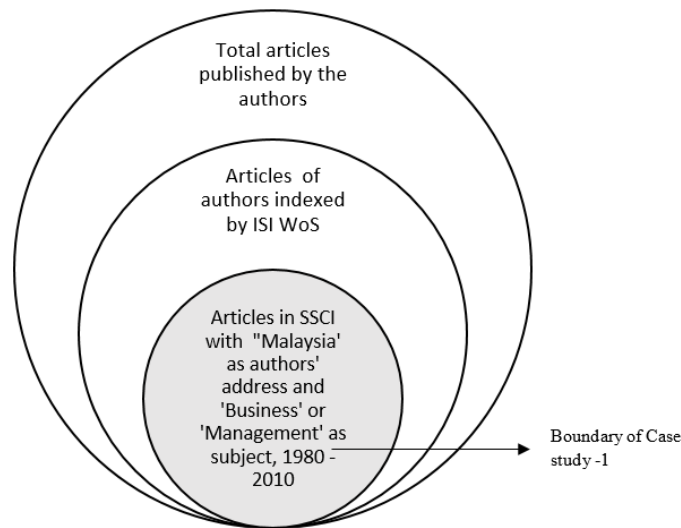 Total articles
published by the
authors
Articles of
authors indexed
by ISI WoS
Articles in SSCI
with "Malaysia'
as authors'
address and
'Business' or
'Management' as
subject, 1980 -
2010
Boundary of Case
study -1